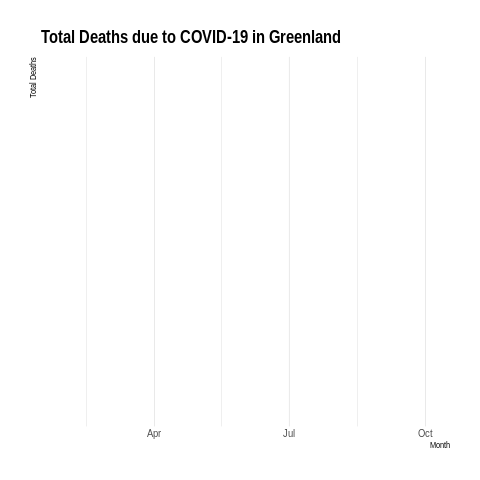 Total Deaths due to COVID-19 in Greenland
Total Deaths
Apr
Jul
Oct
Month